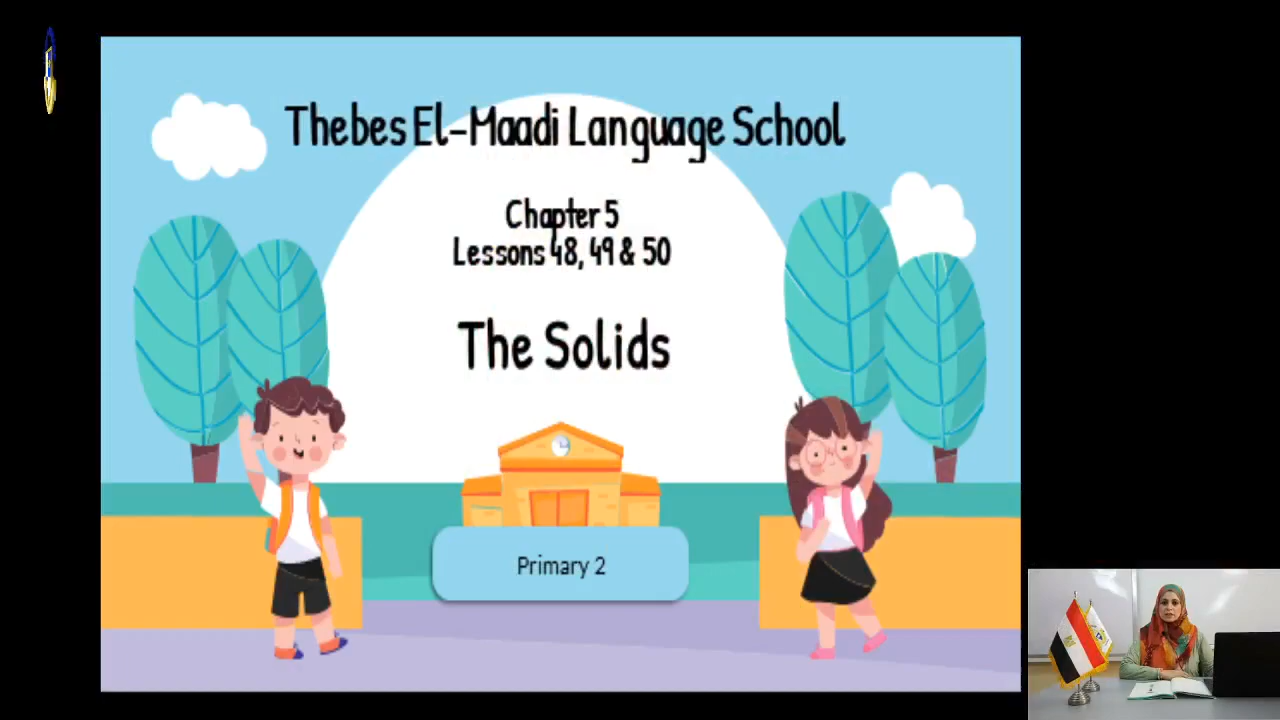 Thebes El-Maadi Language School
Chapter 5
Lessons 48, 49 & 50
The Solids
Primary 2